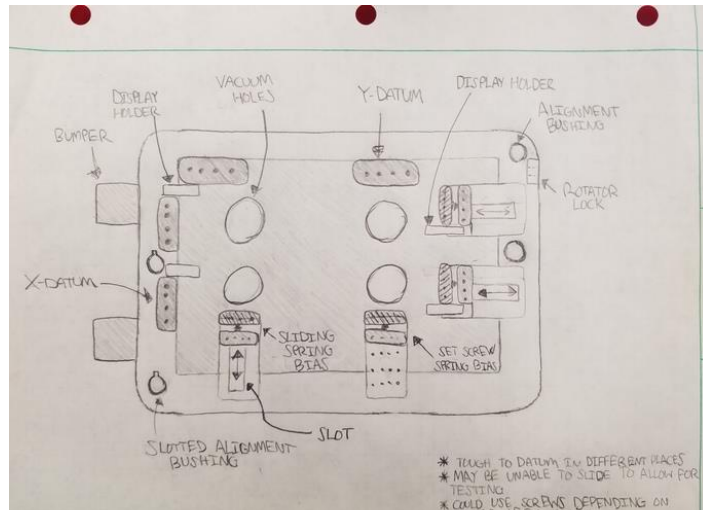 DISPLAY
HOLDER
VACUUM
HOLES
Y-DATUM
DISPLAY HOLDER
ALIGNMENT
BUSHING
BUMPER
ROTATOR
LOCK
X-DATUM
SLIDING
SPRING
BIAS
SET SCREW
SPRING BIAS
SLOT
SLOTTED ALIGNMENT
BUSHING
* TOUGH TO DATUM IN DIFFERENT PLACES
* MAY BE UNABLE TO SLIDE TO ALLOW FOR
TESTING
* COULD USE SCREWS DEPENDING ON